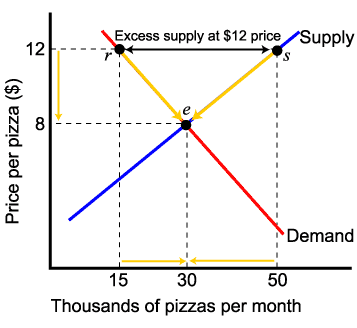 Excess supply at $12 price
Supply
12
r
s
Price per pizza ($)
e
8
Demand
15
30
50
Thousands of pizzas per month